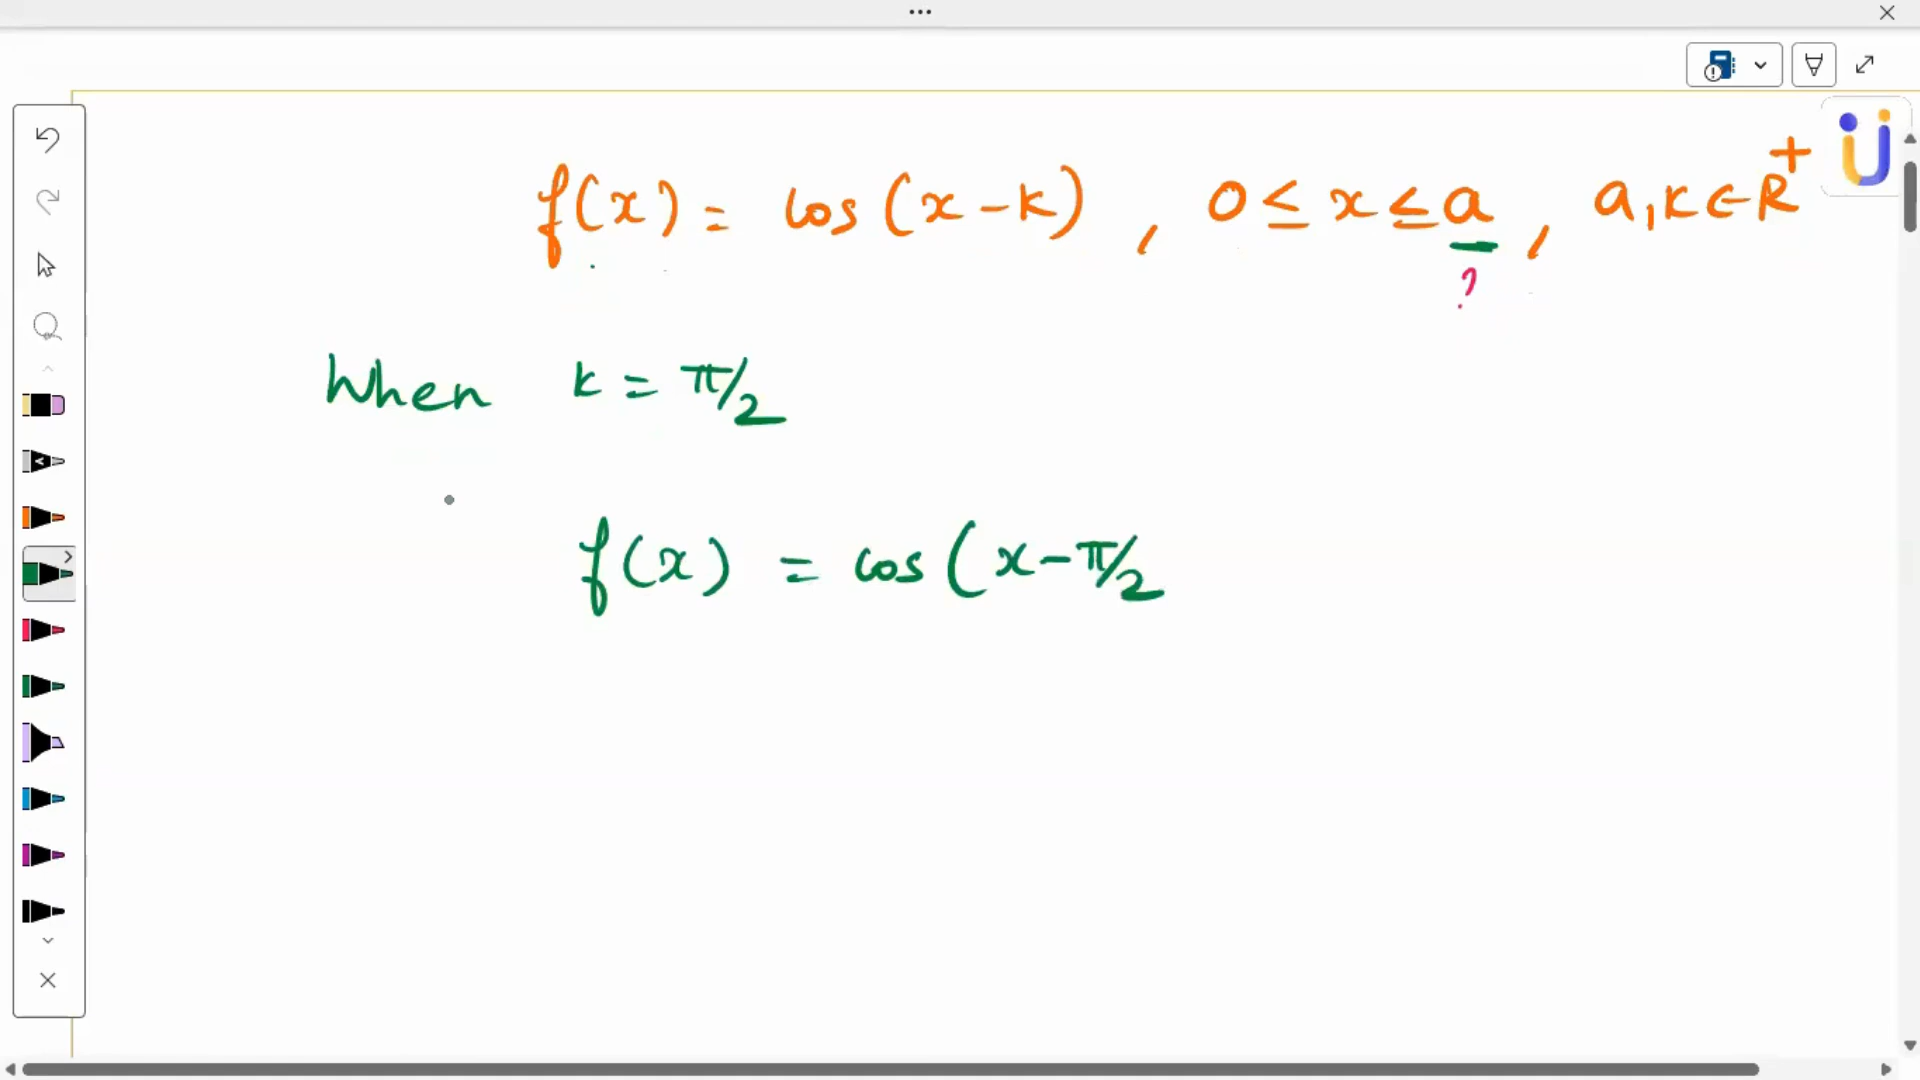 f(x) = cos(x-k) , 0 ≤ x ≤ a , a,k ∈ R⁺
?
When k = π/2
f(x) = cos(x-π/2